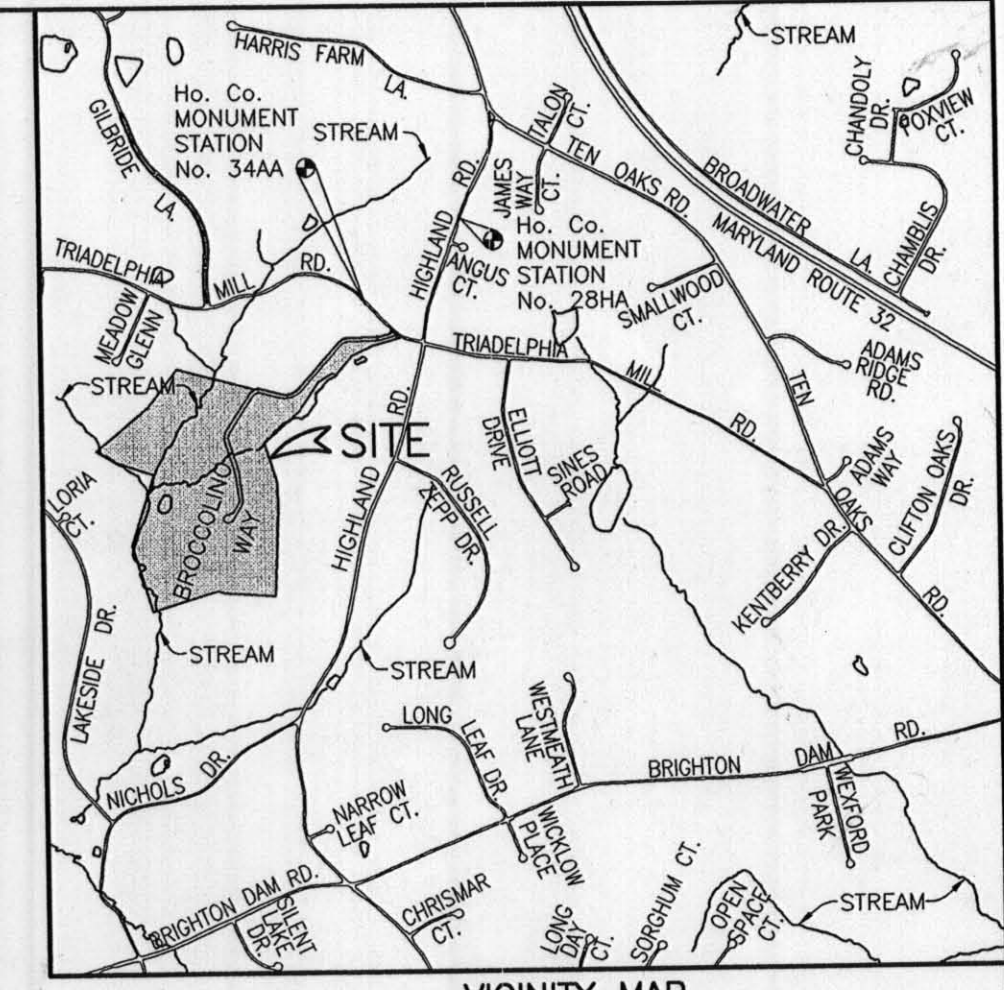 HARRIS FARM
LA.
STREAM
Ho. Co.
MONUMENT
STATION
No. 34AA
STREAM
GILBRIDE
LA.
TALON
CT.
CHANDOLY
DR.
FOXVIEW
CT.
HIGHLAND RD.
JAMES
WAY
CT.
TEN OAKS RD.
BROADWATER
LA.
MARYLAND ROUTE 32
CHAMBLIS
DR.
Ho. Co.
MONUMENT
STATION
No. 28HA
ANGUS
CT.
TRIADELPHIA
MILL RD.
MEADOW
GLENN
SMALLWOOD
CT.
STREAM
TRIADELPHIA
MILL
RD.
ADAMS
RIDGE
RD.
TEN
OAKS
RD.
SITE
HIGHLAND RD.
ELLIOTT
DRIVE
SINES
ROAD
ADAMS
WAY
CLIFTON OAKS
DR.
LORIA
CT.
BROCCOLINO
WAY
RUSSELL
ZEPP DR.
KENTBERRY DR.
LAKESIDE DR.
STREAM
STREAM
LONG
LEAF DR
WESTMEATH
LANE
BRIGHTON DAM RD.
NICHOLS DR.
NARROW
LEAF CT.
WICKLOW
PLACE
WEXFORD
PARK
BRIGHTON DAM RD.
SILENT
LAKE
DR.
CHRISMAR
CT.
LONG
DAY
CT.
SORGHUM CT.
OPEN
SPACE
CT.
STREAM
VICINITY MAP